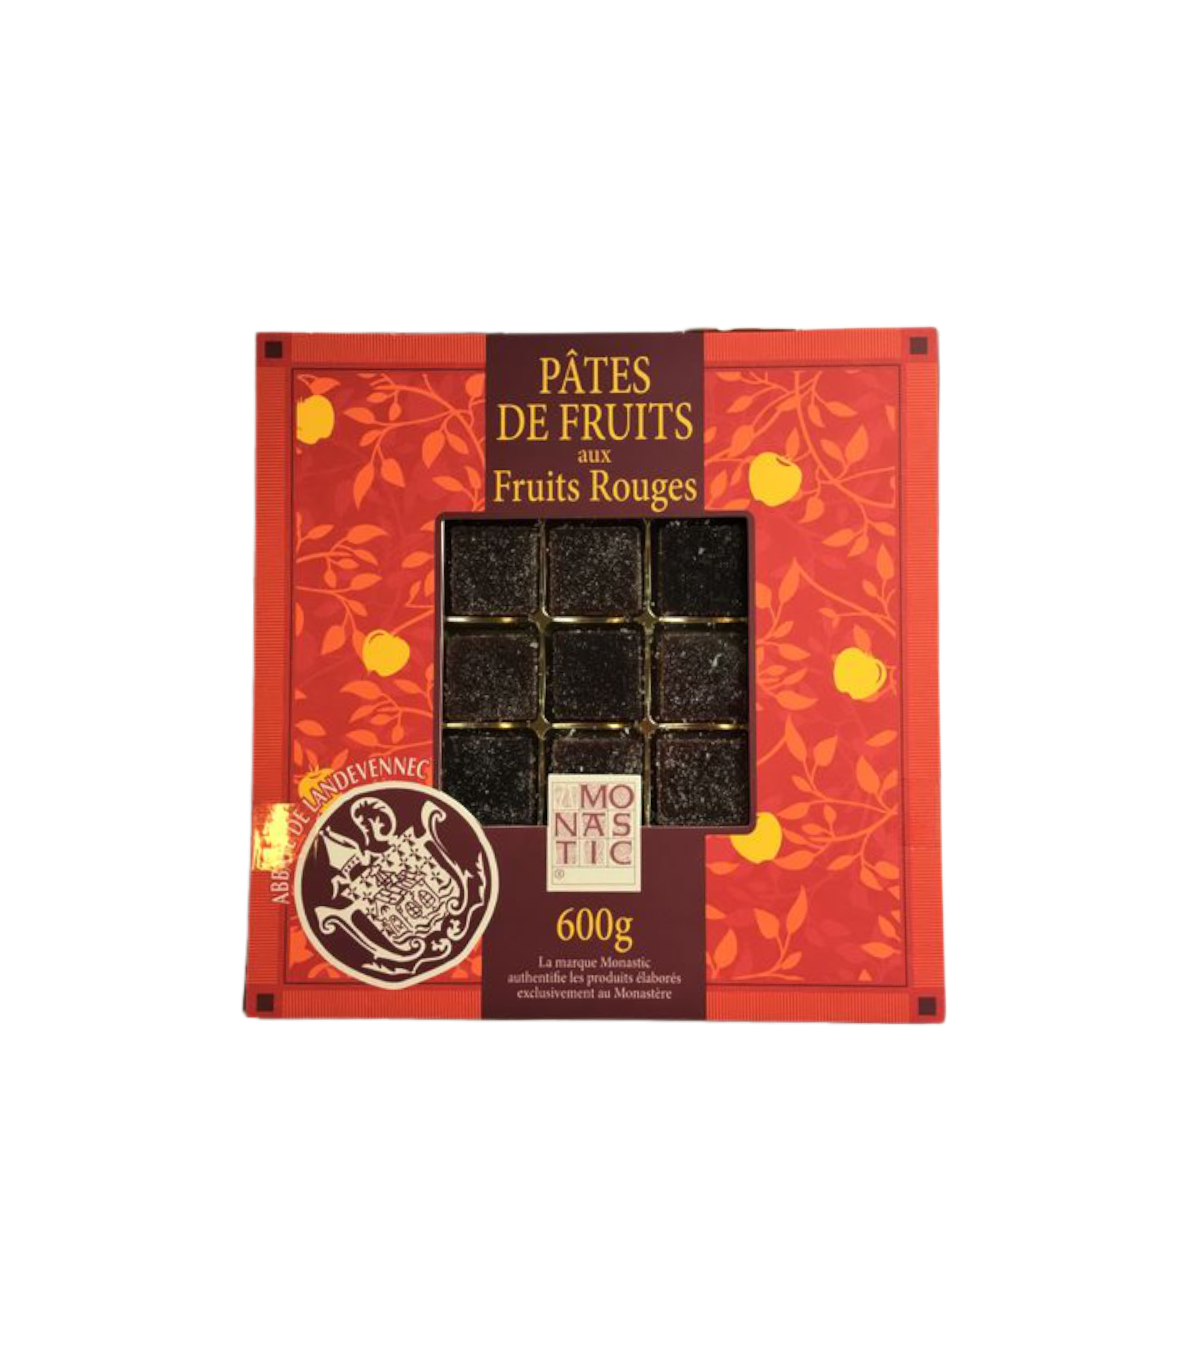 PÂTES
DE FRUITS
aux
Fruits Rouges
ABBAYE DE LANDEVENNEC
MO
NAS
TIC
®
600g
La marque Monastic
authentifie les produits élaborés
exclusivement au Monastère